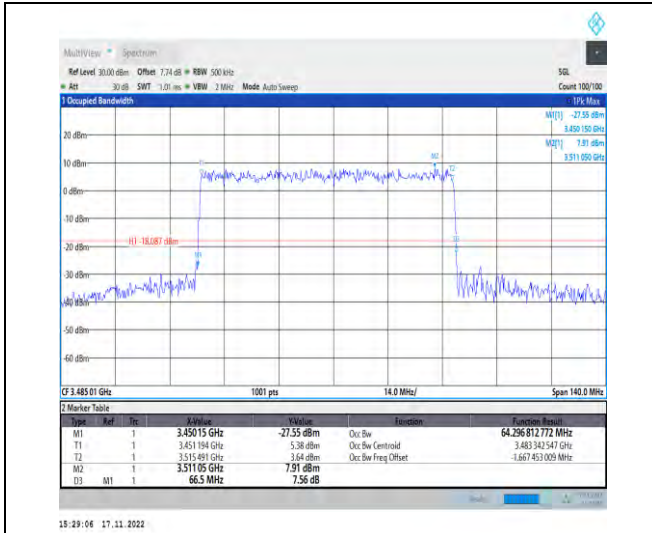 MultiView Spectrum
Ref Level 30.00 dBm Offset 7.74 dB RBW 500 kHz SGL
Att 30 dB SWT 1.01 ms VBW 2 MHz Mode Auto Sweep Count 100/100
1 Occupied Bandwidth 1Pk Max
M1[1] -27.55 dBm
3.450 150 GHz
M2[1] 7.91 dBm
3.511 050 GHz
20 dBm
10 dBm
M2
T1
T2
0 dBm
-10 dBm
H1 -18.087 dBm
D3
-20 dBm
M1
-30 dBm
-40 dBm
-50 dBm
-60 dBm
CF 3.485 01 GHz 1001 pts 14.0 MHz/ Span 140.0 MHz
2 Marker Table
Type Ref Trc X-Value Y-Value Function Function Result
M1 1 3.450 15 GHz -27.55 dBm Occ Bw 64.296 812 772 MHz
T1 1 3.451 194 GHz 5.38 dBm Occ Bw Centroid 3.483 342 547 GHz
T2 1 3.515 491 GHz 3.64 dBm Occ Bw Freq Offset -1.667 453 009 MHz
M2 1 3.511 05 GHz 7.91 dBm
D3 M1 1 66.5 MHz 7.56 dB
15:29:06 17.11.2022